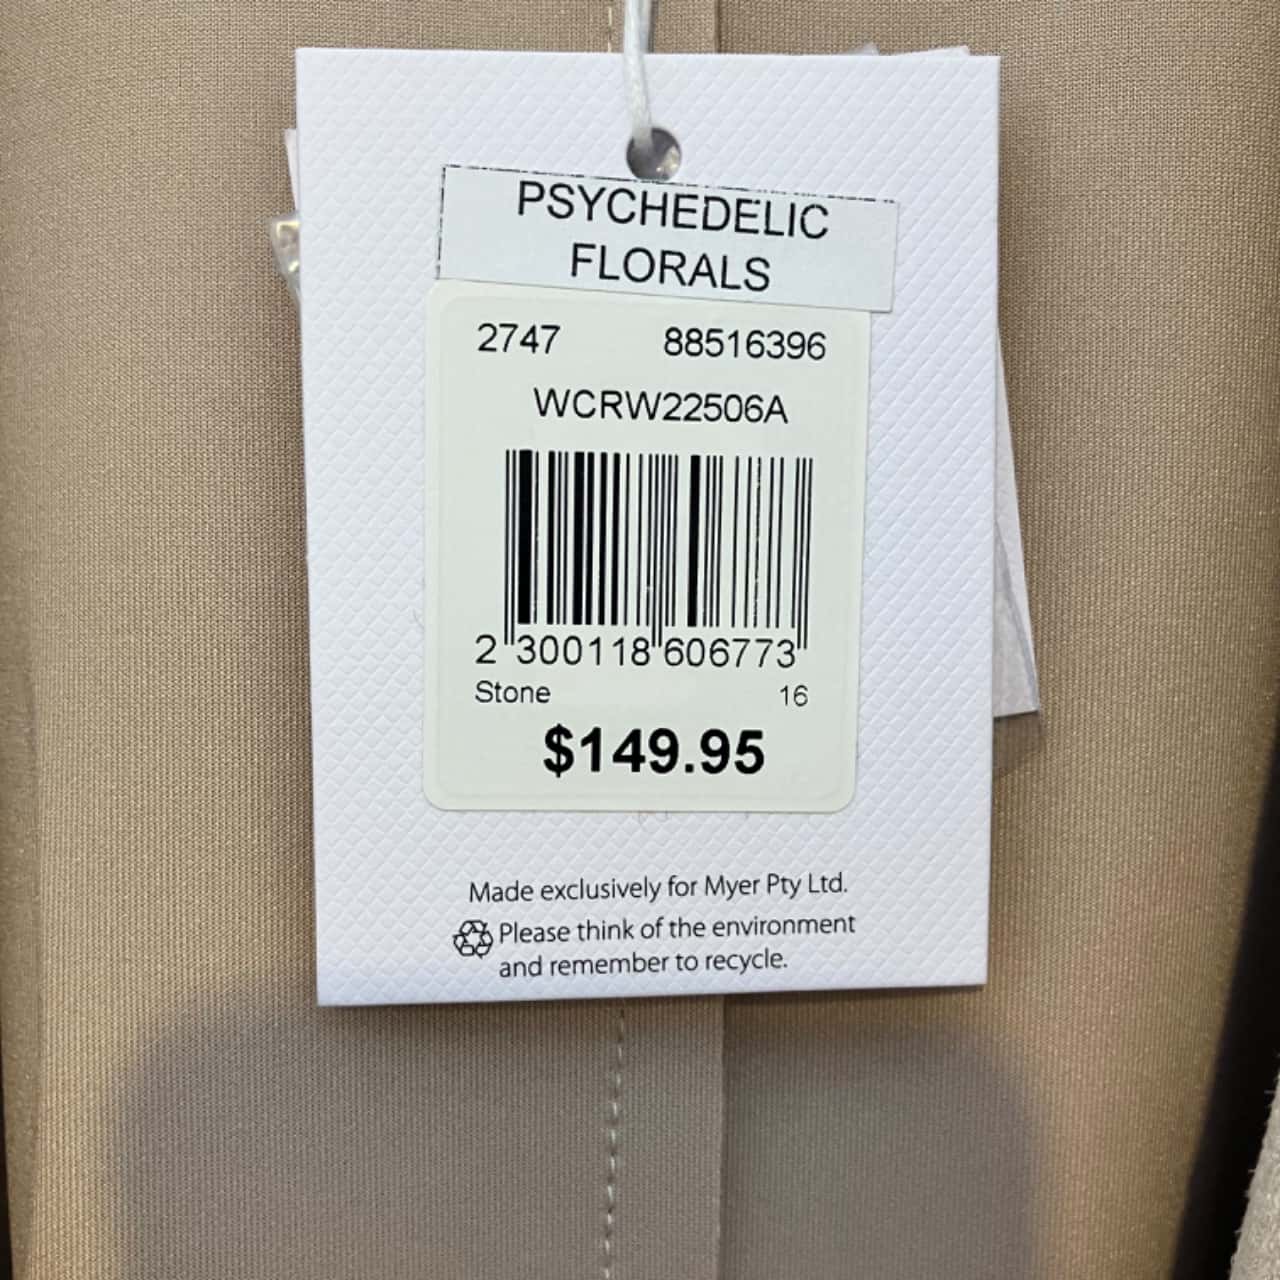 PSYCHEDELIC
FLORALS
2747 88516396
WCRW22506A
2 300118 606773
Stone 16
$149.95
Made exclusively for Myer Pty Ltd.
Please think of the environment
and remember to recycle.